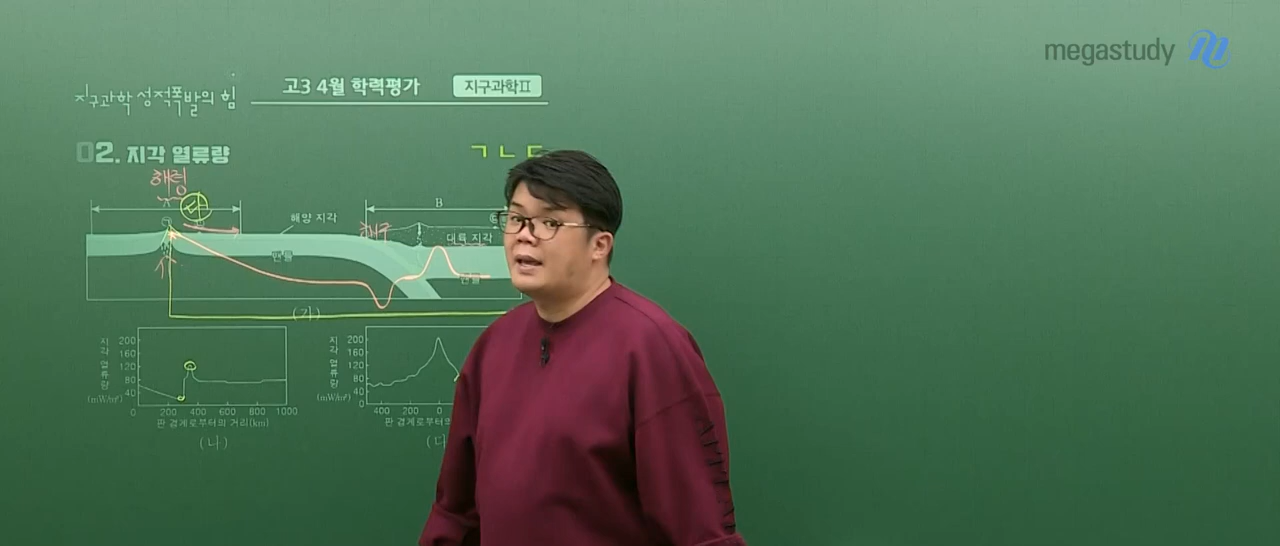 megastudy
지구과학 성적폭발의 힘
고3 4월 학력평가 지구과학Ⅱ
02. 지각 열류량
ㄱ ㄴ ㄷ
해령
A
다
B
해양 지각
해구
대륙 지각
맨틀
맨틀
(가)
지각 열류량
(mW/m²)
200
160
120
80
40
0
200 400 600 800 1000
판 경계로부터의 거리(km)
(나)
지각 열류량
(mW/m²)
200
160
120
80
40
0
400 200 0
판 경계로부터의
(다